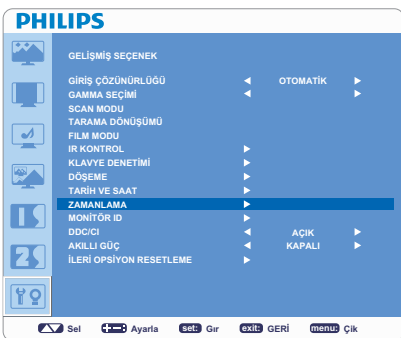 PHILIPS
GELİŞMİŞ SEÇENEK
GİRİŞ ÇÖZÜNÜRLÜĞÜ OTOMATİK
GAMMA SEÇİMİ
SCAN MODU
TARAMA DÖNÜŞÜMÜ
FILM MODU
IR KONTROL
KLAVYE DENETİMİ
DÖŞEME
TARİH VE SAAT
ZAMANLAMA
MONİTÖR ID
DDC/CI AÇIK
AKILLI GÜÇ KAPALI
İLERİ OPSİYON RESETLEME
Sel Ayarla set: Gır exit: GERİ menu: Çik